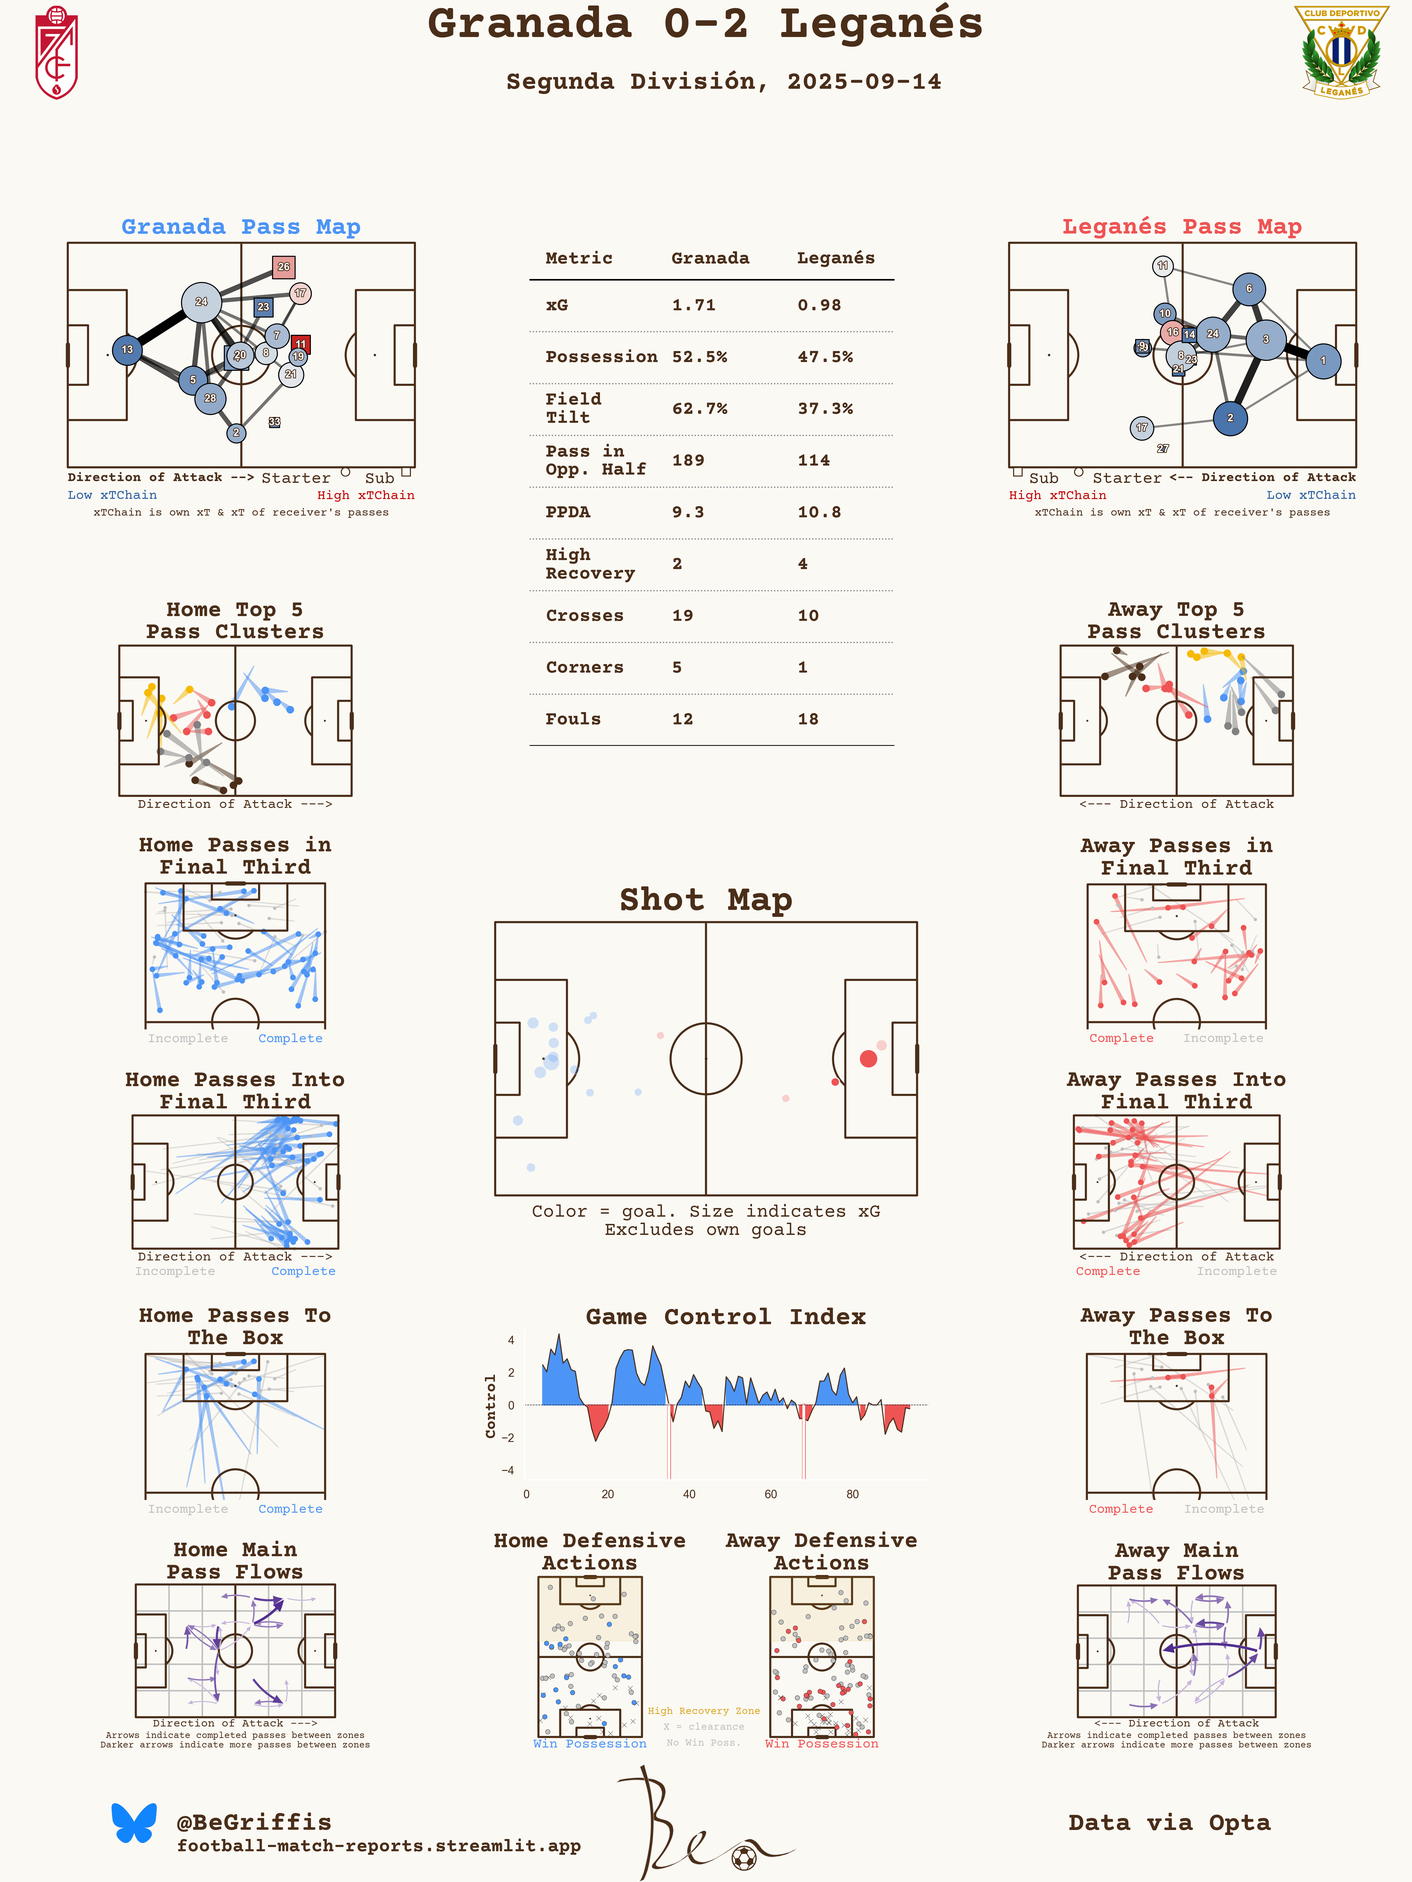 Granada 0-2 Leganés
Segunda División, 2025-09-14
CLUB DEPORTIVO
LEGANÉS
Granada Pass Map
26
24
17
23
7
11
13
20
8
19
5
21
28
33
2
Direction of Attack --> Starter Sub
Low xTChain High xTChain
xTChain is own xT & xT of receiver's passes
Metric Granada Leganés
xG 1.71 0.98
Possession 52.5% 47.5%
Field
Tilt 62.7% 37.3%
Pass in
Opp. Half 189 114
PPDA 9.3 10.8
High
Recovery 2 4
Crosses 19 10
Corners 5 1
Fouls 12 18
Leganés Pass Map
11
6
10
16
14
24
3
9
8
23
1
21
2
17
27
Sub Starter <-- Direction of Attack
High xTChain Low xTChain
xTChain is own xT & xT of receiver's passes
Home Top 5
Pass Clusters
Direction of Attack --->
Away Top 5
Pass Clusters
<--- Direction of Attack
Home Passes in
Final Third
Incomplete Complete
Away Passes in
Final Third
Complete Incomplete
Shot Map
Color = goal. Size indicates xG
Excludes own goals
Home Passes Into
Final Third
Direction of Attack --->
Incomplete Complete
Away Passes Into
Final Third
<--- Direction of Attack
Complete Incomplete
Home Passes To
The Box
Incomplete Complete
Game Control Index
Control
4
2
0
−2
−4
0 20 40 60 80
Away Passes To
The Box
Complete Incomplete
Home Main
Pass Flows
Direction of Attack --->
Arrows indicate completed passes between zones
Darker arrows indicate more passes between zones
Home Defensive
Actions
Win Possession
High Recovery Zone
X = clearance
No Win Poss.
Away Defensive
Actions
Win Possession
Away Main
Pass Flows
<--- Direction of Attack
Arrows indicate completed passes between zones
Darker arrows indicate more passes between zones
@BeGriffis
football-match-reports.streamlit.app
Ben
Data via Opta